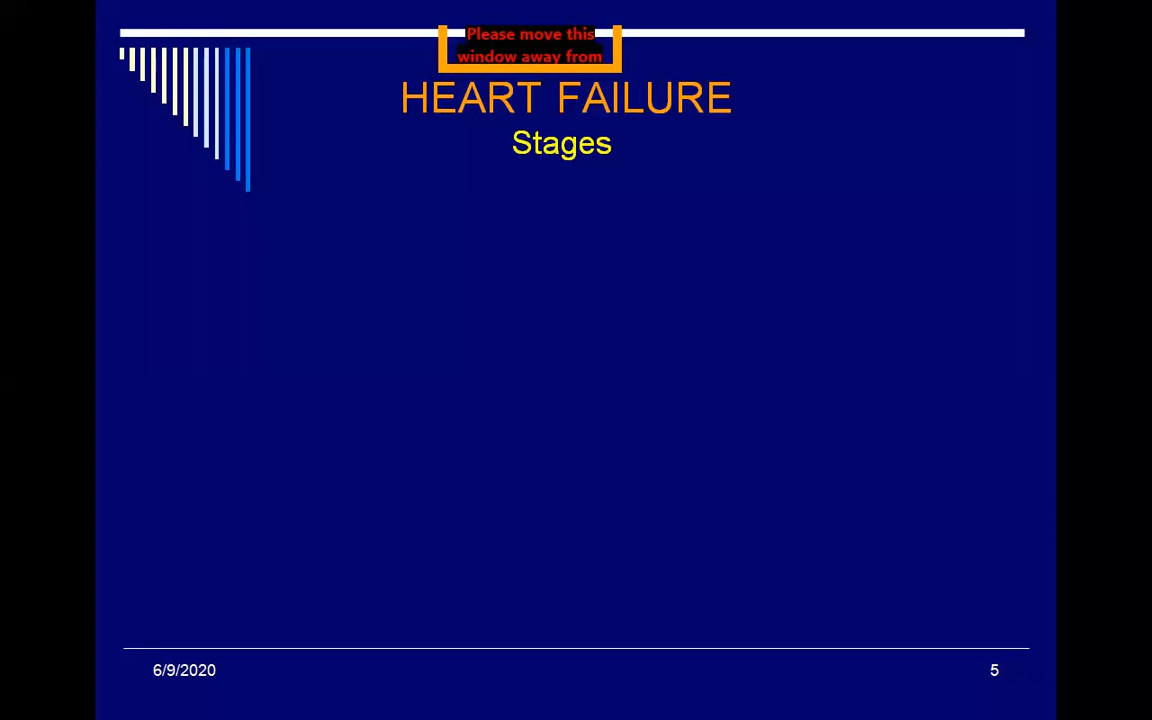 Please move this
window away from
HEART FAILURE
Stages
6/9/2020
5